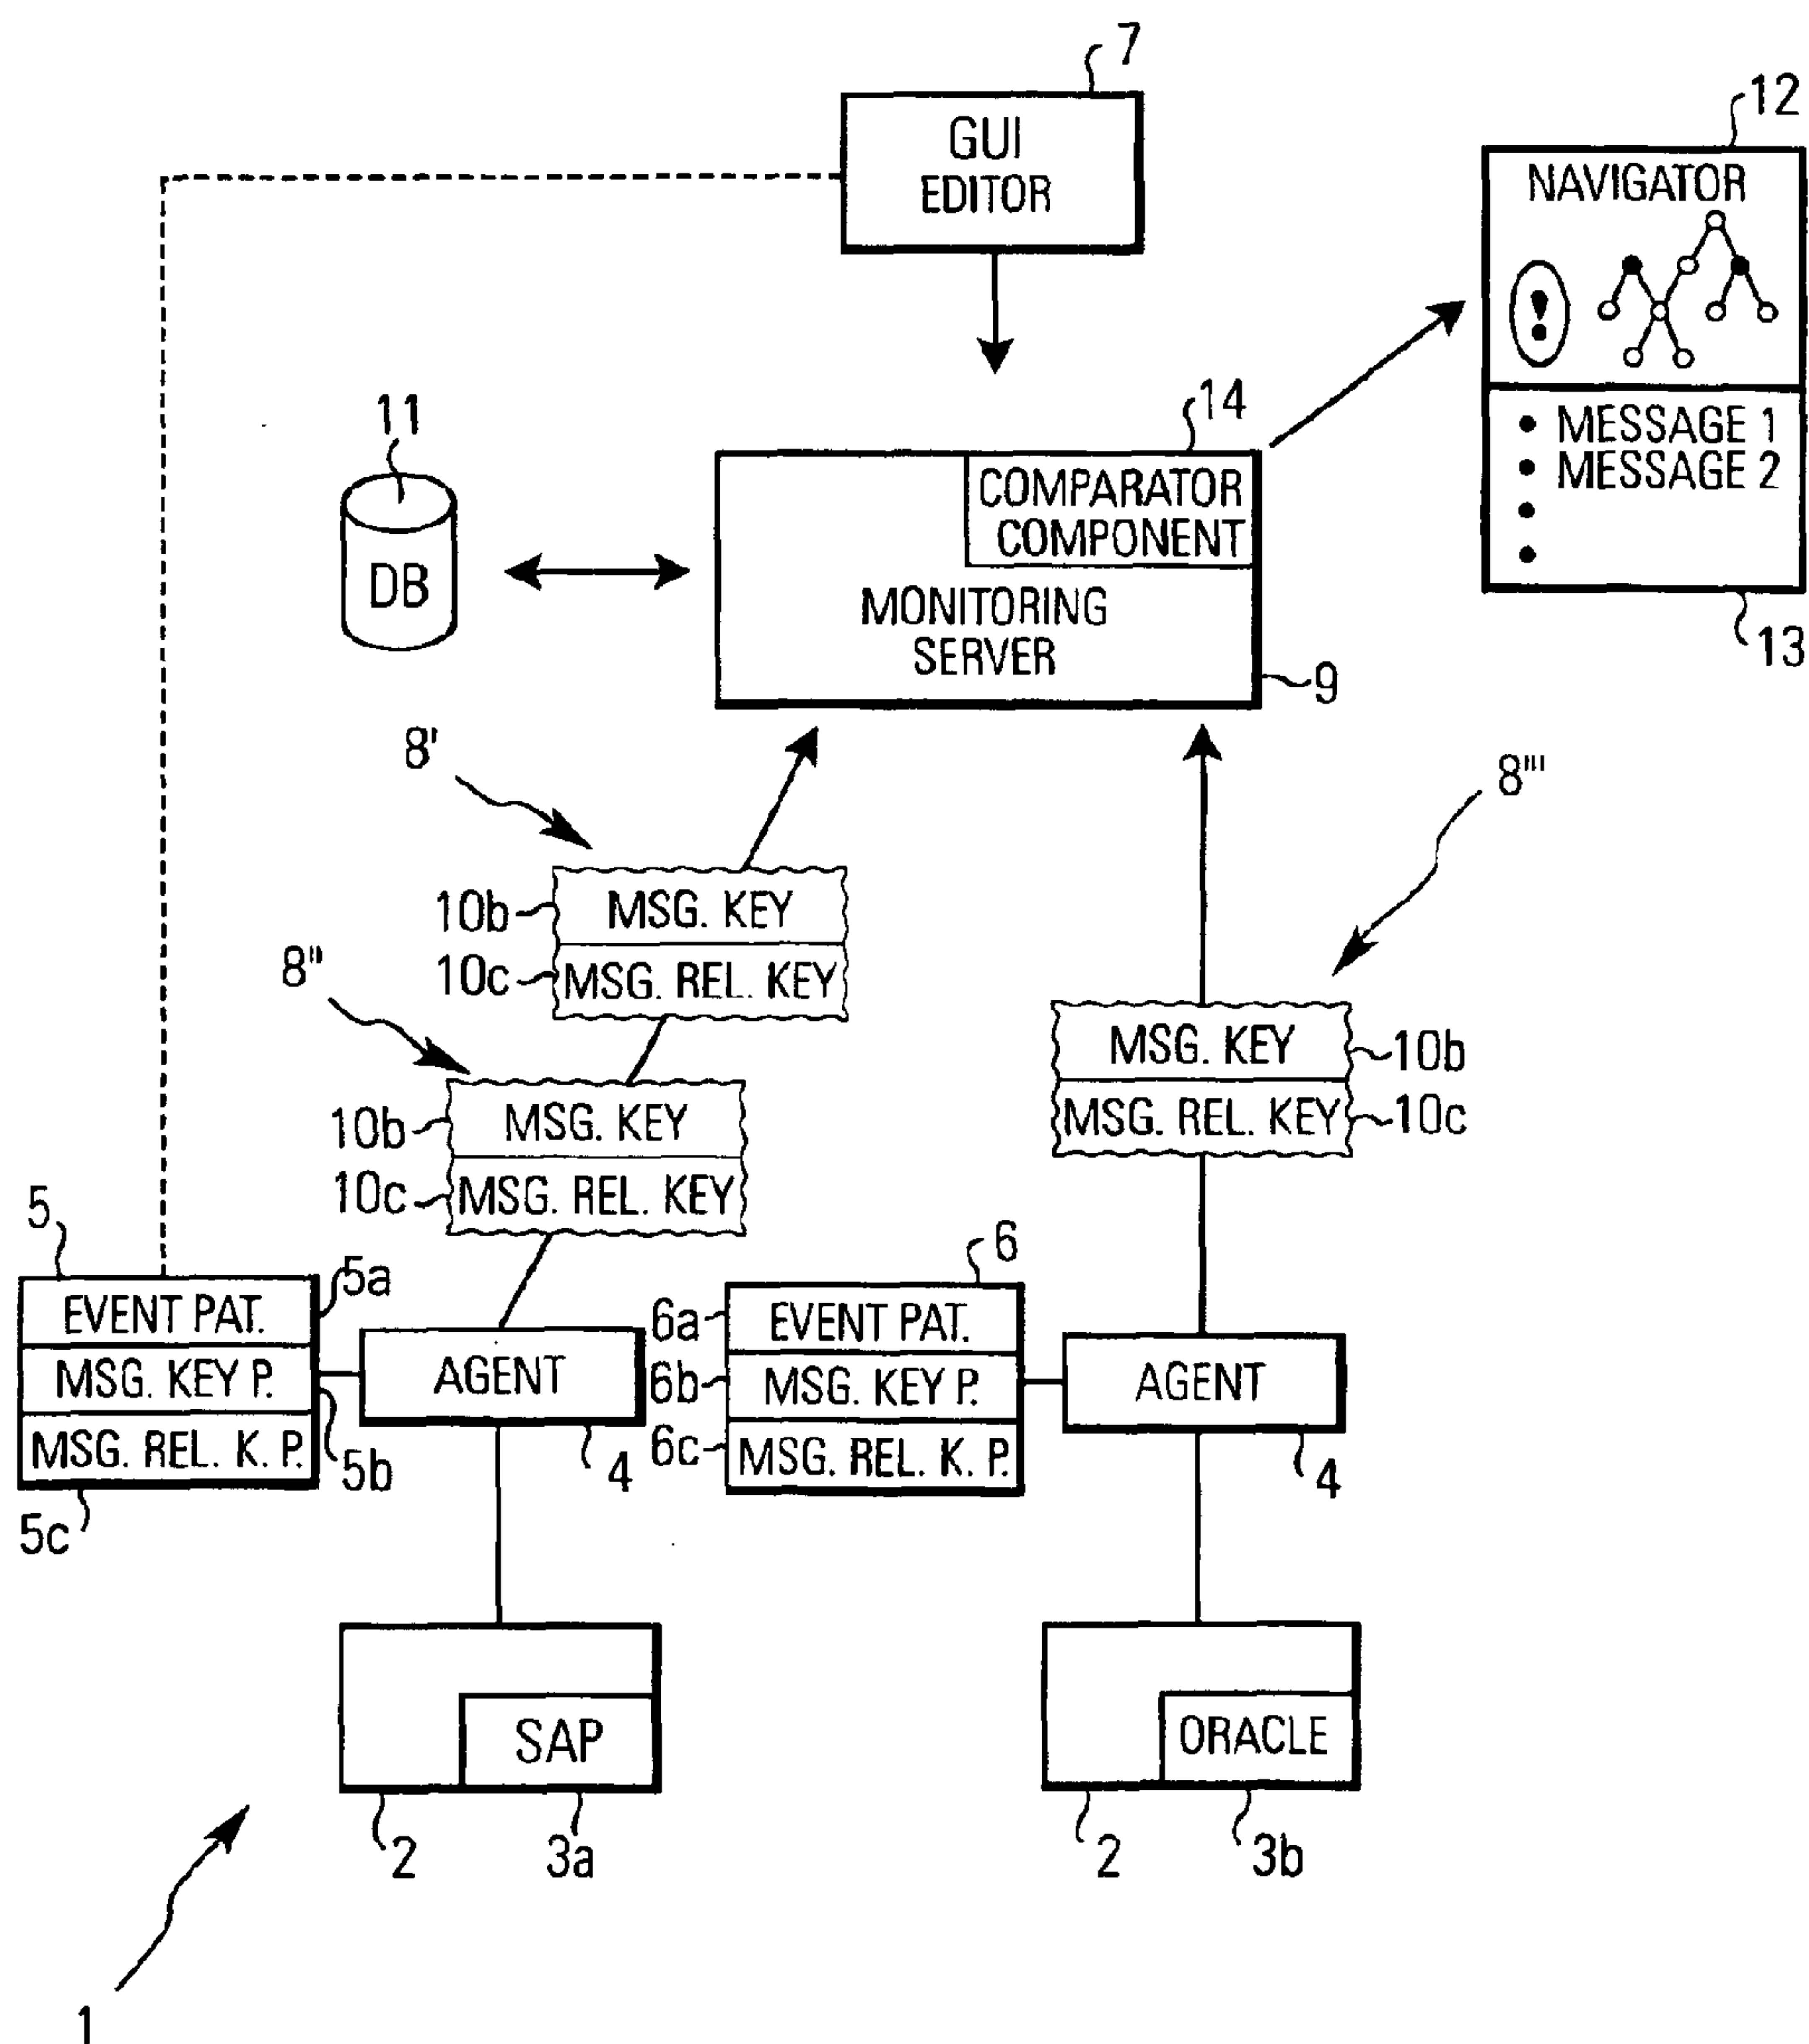 7
GUI
EDITOR
12
NAVIGATOR
!
• MESSAGE 1
• MESSAGE 2
•
•
13
11
DB
14
COMPARATOR
COMPONENT
MONITORING
SERVER
9
8'
8'''
10b
MSG. KEY
10c
MSG. REL. KEY
8''
10b
MSG. KEY
10c
MSG. REL. KEY
MSG. KEY
10b
MSG. REL. KEY
10c
5
5a
EVENT PAT.
MSG. KEY P.
5b
MSG. REL. K. P.
5c
AGENT
4
6
6a
EVENT PAT.
6b
MSG. KEY P.
6c
MSG. REL. K. P.
AGENT
4
SAP
2
3a
ORACLE
2
3b
1